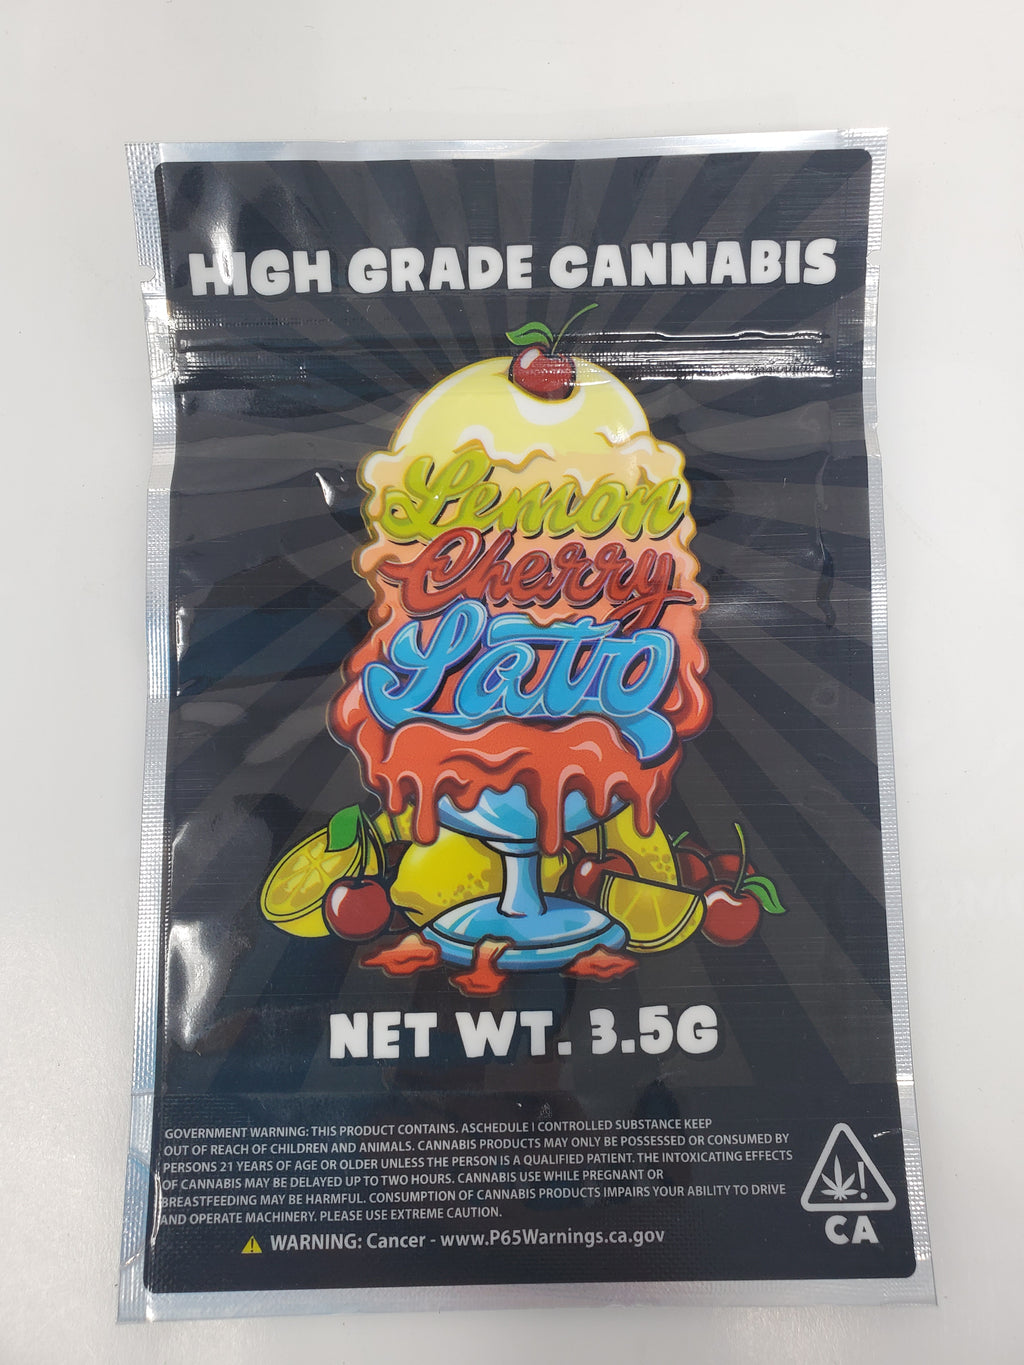 HIGH GRADE CANNABIS
Lemon
Cherry
Lato
NET WT. 3.5G
GOVERNMENT WARNING: THIS PRODUCT CONTAINS. ASCHEDULE I CONTROLLED SUBSTANCE KEEP
OUT OF REACH OF CHILDREN AND ANIMALS. CANNABIS PRODUCTS MAY ONLY BE POSSESSED OR CONSUMED BY
PERSONS 21 YEARS OF AGE OR OLDER UNLESS THE PERSON IS A QUALIFIED PATIENT. THE INTOXICATING EFFECTS
OF CANNABIS MAY BE DELAYED UP TO TWO HOURS. CANNABIS USE WHILE PREGNANT OR
BREASTFEEDING MAY BE HARMFUL. CONSUMPTION OF CANNABIS PRODUCTS IMPAIRS YOUR ABILITY TO DRIVE
AND OPERATE MACHINERY. PLEASE USE EXTREME CAUTION.
WARNING: Cancer - www.P65Warnings.ca.gov
!
CA